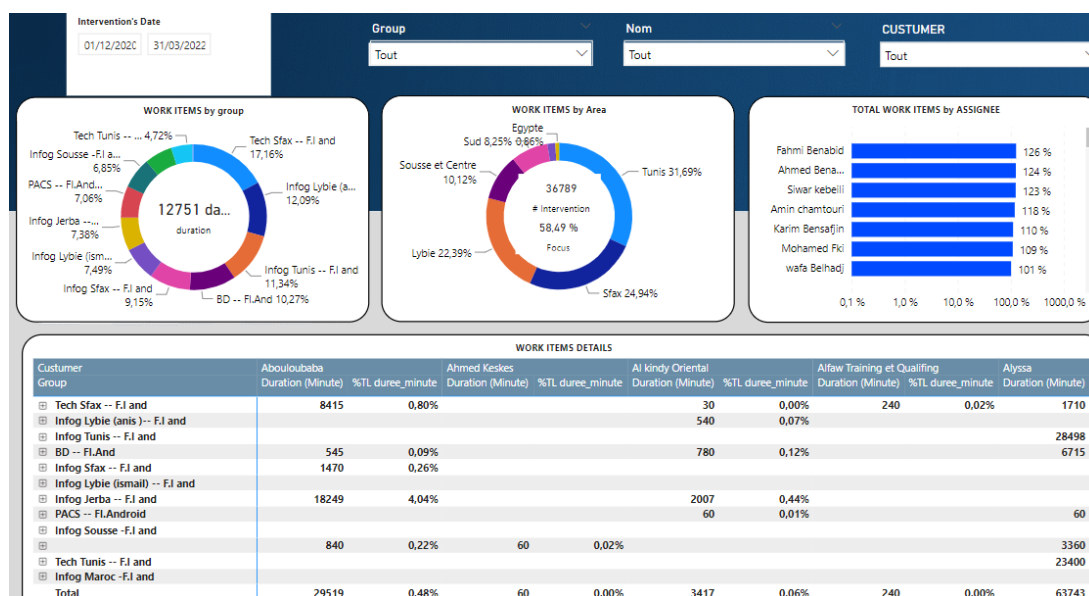 Intervention's Date
01/12/202C 31/03/2022
Group
Tout
Nom
Tout
CUSTUMER
Tout
WORK ITEMS by group
Tech Tunis -- ... 4,72%
Tech Sfax -- F.I and
17,16%
Infog Sousse -F.I a...
6,85%
Infog Lybie (a...
12,09%
PACS -- FI.And...
7,06%
Infog Jerba --...
7,38%
Infog Lybie (ism...
7,49%
Infog Tunis -- F.I and
11,34%
Infog Sfax -- F.I and
9,15%
BD -- FI.And 10,27%
12751 da...
duration
WORK ITEMS by Area
Egypte
0,86%
Sud 8,25%
Sousse et Centre
10,12%
Tunis 31,69%
Lybie 22,39%
Sfax 24,94%
36789
# Intervention
58,49 %
Focus
TOTAL WORK ITEMS by ASSIGNEE
Fahmi Benabid 126 %
Ahmed Bena... 124 %
Siwar kebeili 123 %
Amin chamtouri 118 %
Karim Bensafjin 110 %
Mohamed Fki 109 %
wafa Belhadj 101 %
0,1 % 1,0 % 10,0 % 100,0 % 1000,0 %
WORK ITEMS DETAILS
Custumer Abouloubaba Ahmed Keskes Al kindy Oriental Alfaw Training et Qualifing Alyssa
Group Duration (Minute) %TL duree_minute Duration (Minute) %TL duree_minute Duration (Minute) %TL duree_minute Duration (Minute) %TL duree_minute Duration (Minute)
Tech Sfax -- F.I and 8415 0,80% 30 0,00% 240 0,02% 1710
Infog Lybie (anis )-- F.I and 540 0,07%
Infog Tunis -- F.I and 28498
BD -- FI.And 545 0,09% 780 0,12% 6715
Infog Sfax -- F.I and 1470 0,26%
Infog Lybie (ismail) -- F.I and
Infog Jerba -- F.I and 18249 4,04% 2007 0,44%
PACS -- FI.Android 60 0,01% 60
Infog Sousse -F.I and
840 0,22% 60 0,02% 3360
Tech Tunis -- F.I and 23400
Infog Maroc -F.I and
Total 29519 0,48% 60 0,00% 3417 0,06% 240 0,00% 63743